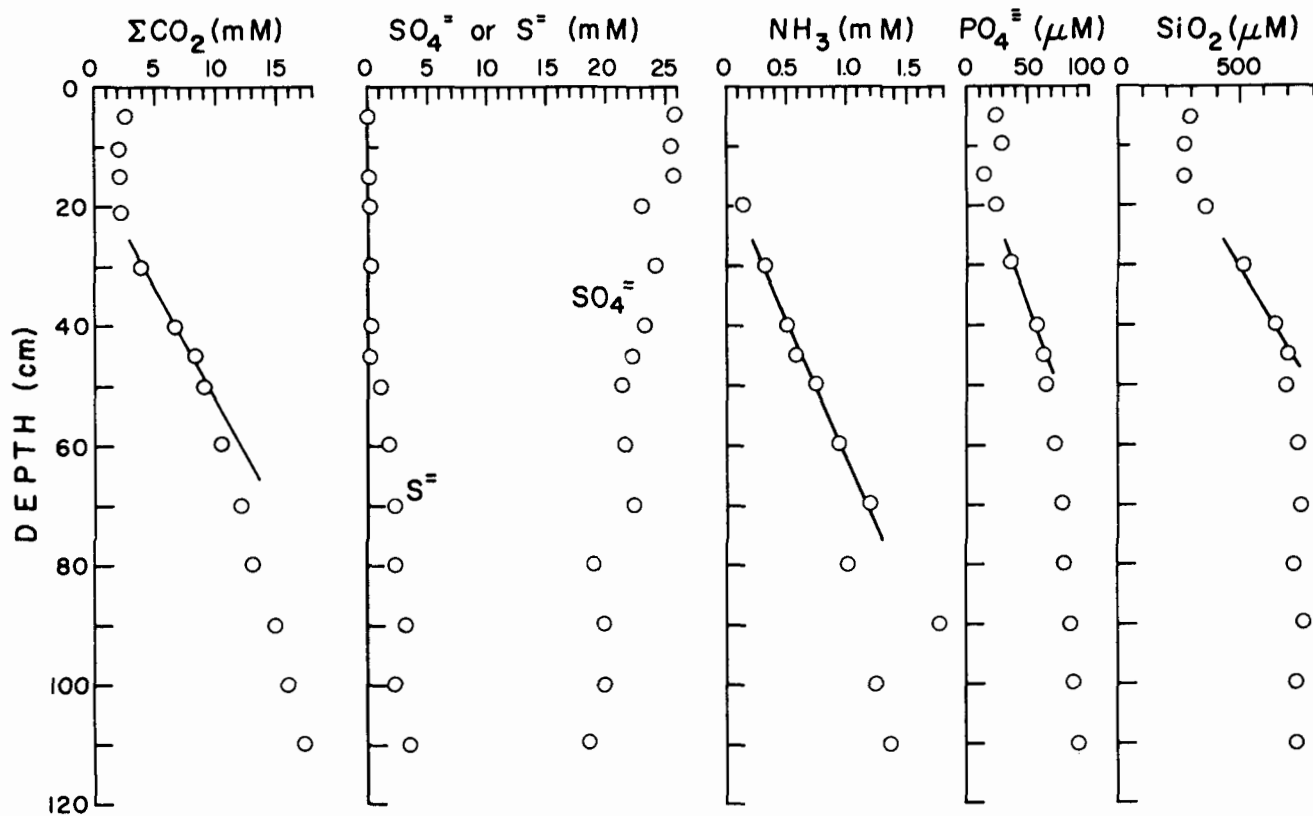 ΣCO₂ (mM) SO₄⁼ or S⁼ (mM) NH₃ (mM) PO₄≡ (μM) SiO₂ (μM)
0 5 10 15 0 5 10 15 20 25 0 0.5 1.0 1.5 0 50 100 0 500
0
20
40
60
80
100
120
DEPTH (cm)
SO₄⁼
S⁼